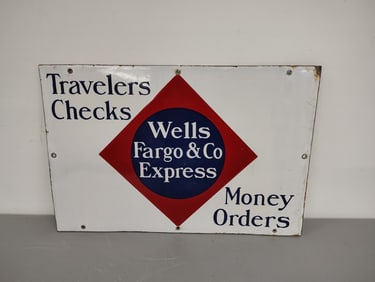 Travelers
Checks
Wells
Fargo & Co
Express
Money
Orders